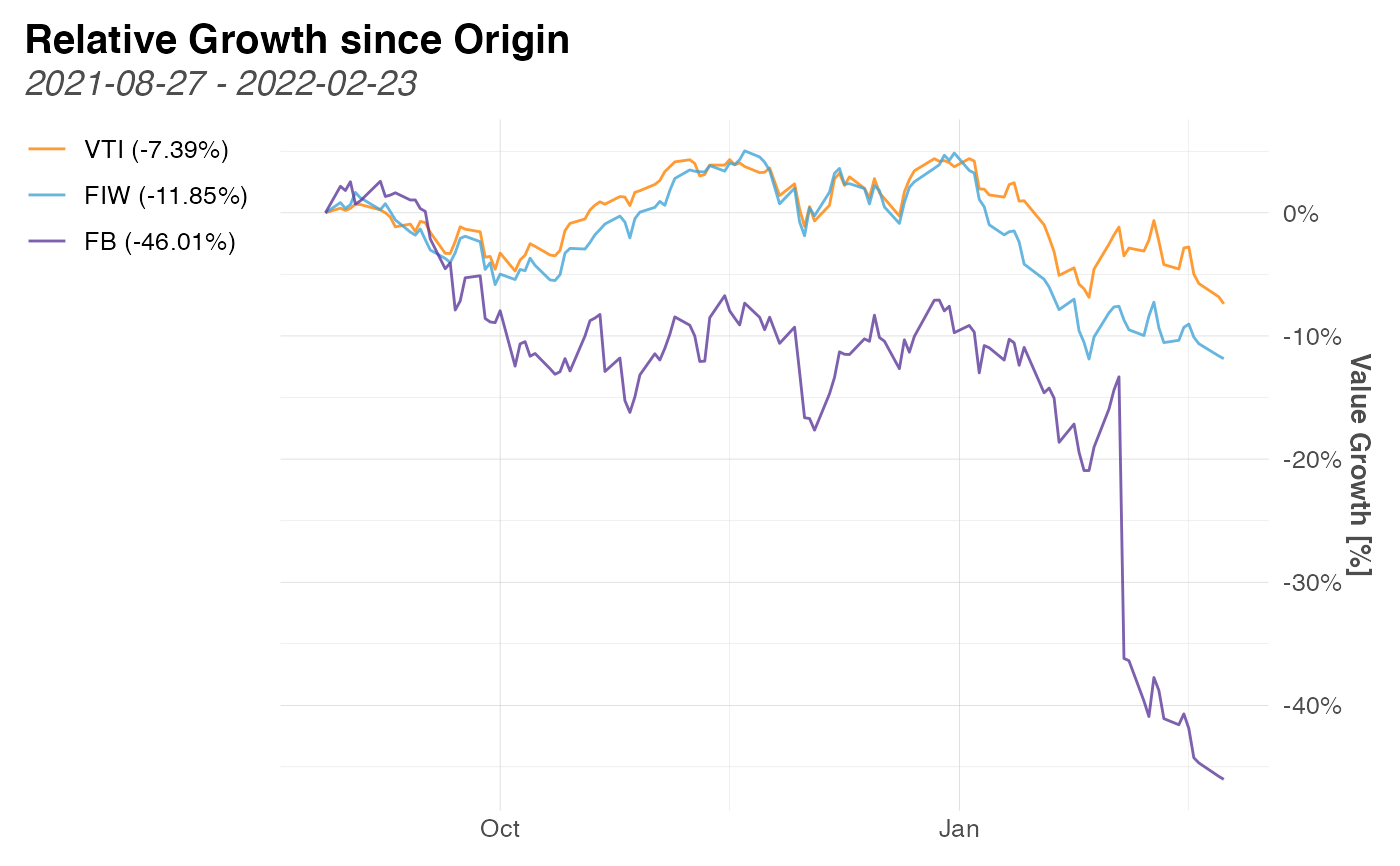 Relative Growth since Origin
2021-08-27 - 2022-02-23
VTI (-7.39%)
FIW (-11.85%)
FB (-46.01%)
0%
-10%
-20%
-30%
-40%
Value Growth [%]
Oct
Jan